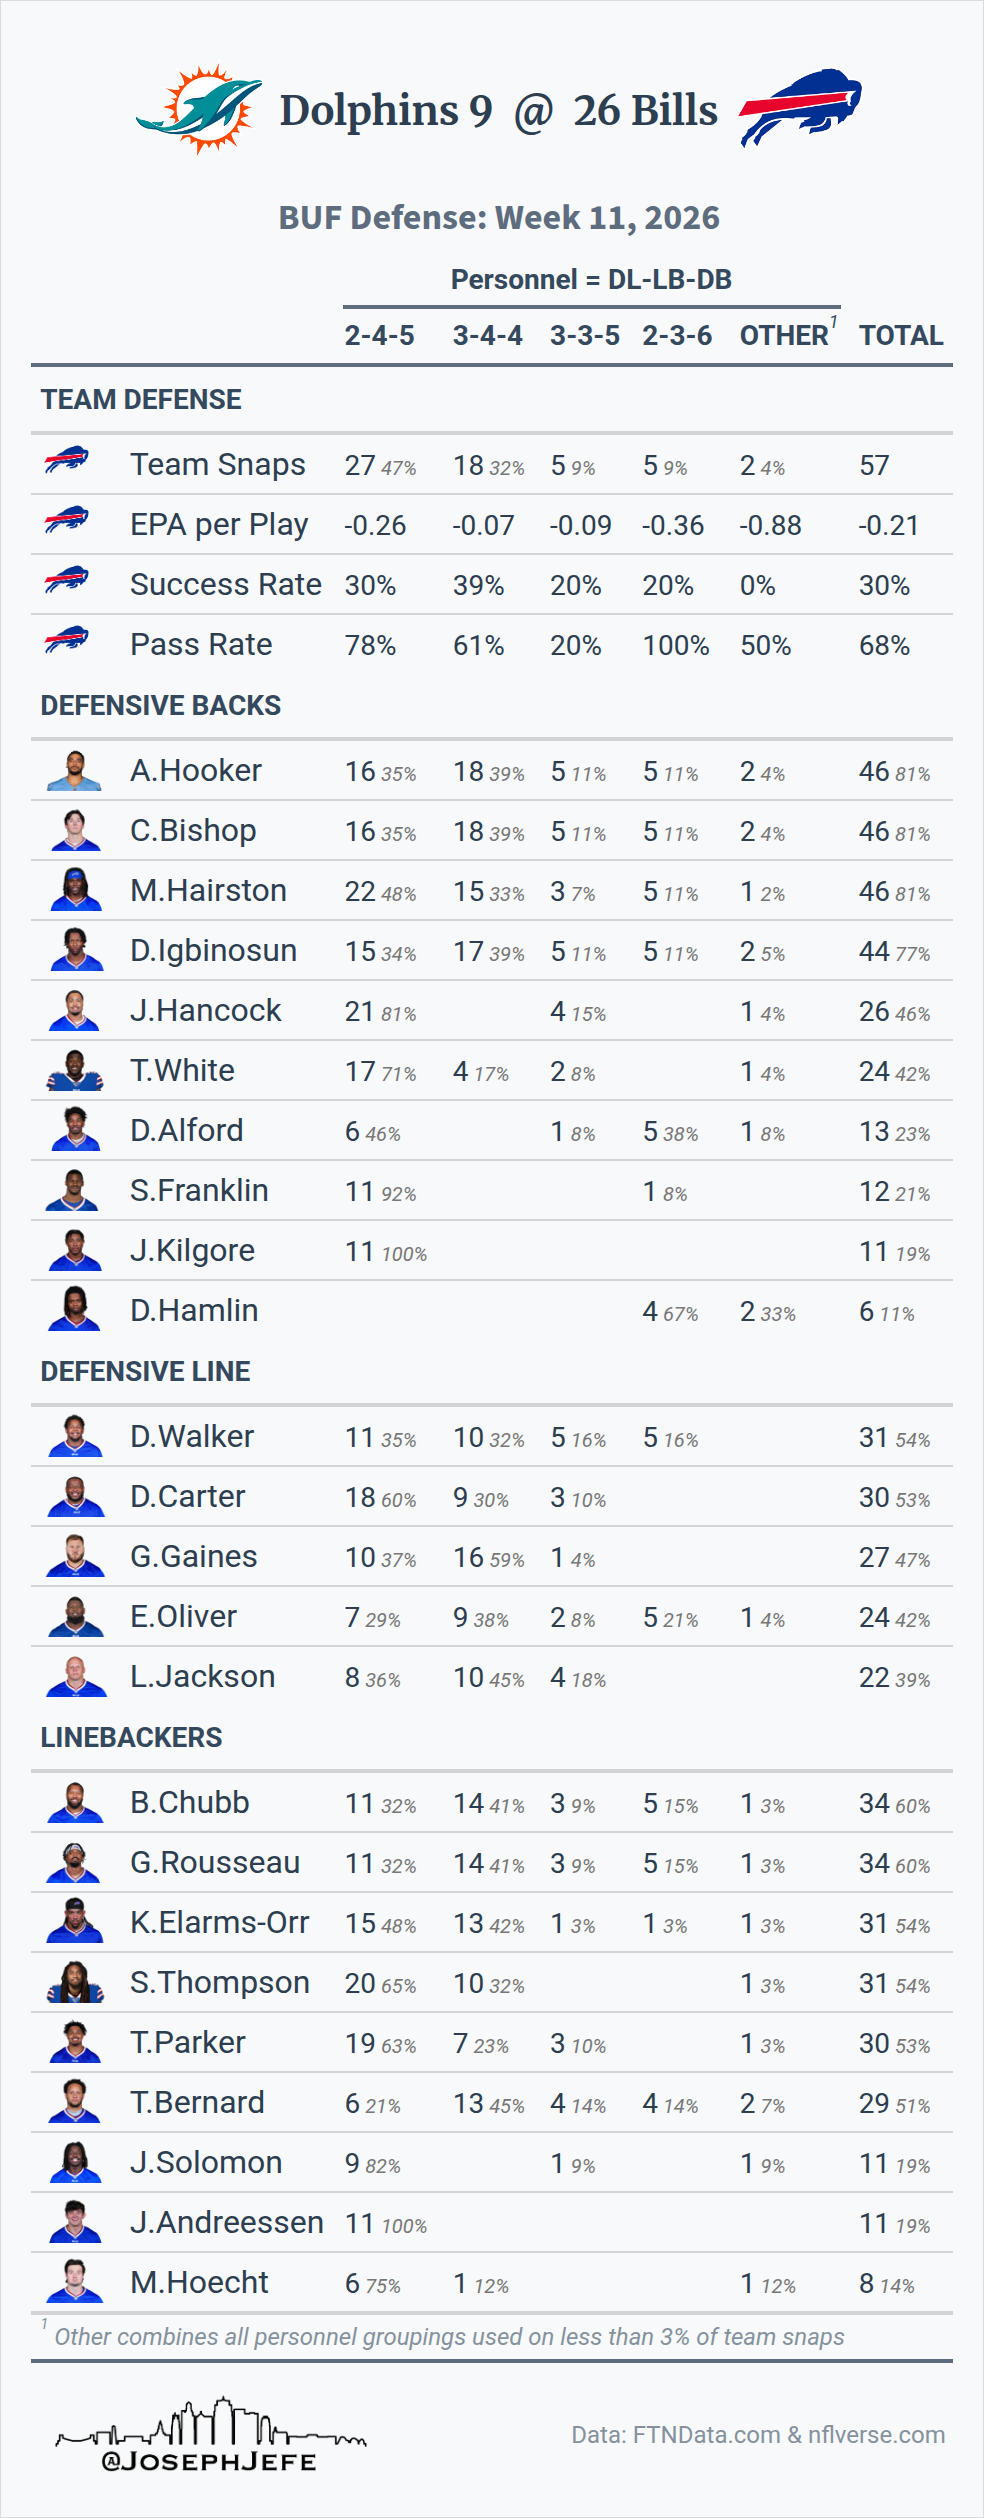 Dolphins 9 @ 26 Bills
BUF Defense: Week 11, 2026
Personnel = DL-LB-DB
2-4-5 3-4-4 3-3-5 2-3-6 OTHER1 TOTAL
TEAM DEFENSE
Team Snaps 27 47% 18 32% 5 9% 5 9% 2 4% 57
EPA per Play -0.26 -0.07 -0.09 -0.36 -0.88 -0.21
Success Rate 30% 39% 20% 20% 0% 30%
Pass Rate 78% 61% 20% 100% 50% 68%
DEFENSIVE BACKS
A.Hooker 16 35% 18 39% 5 11% 5 11% 2 4% 46 81%
C.Bishop 16 35% 18 39% 5 11% 5 11% 2 4% 46 81%
M.Hairston 22 48% 15 33% 3 7% 5 11% 1 2% 46 81%
D.Igbinosun 15 34% 17 39% 5 11% 5 11% 2 5% 44 77%
J.Hancock 21 81% 4 15% 1 4% 26 46%
T.White 17 71% 4 17% 2 8% 1 4% 24 42%
D.Alford 6 46% 1 8% 5 38% 1 8% 13 23%
S.Franklin 11 92% 1 8% 12 21%
J.Kilgore 11 100% 11 19%
D.Hamlin 4 67% 2 33% 6 11%
DEFENSIVE LINE
D.Walker 11 35% 10 32% 5 16% 5 16% 31 54%
D.Carter 18 60% 9 30% 3 10% 30 53%
G.Gaines 10 37% 16 59% 1 4% 27 47%
E.Oliver 7 29% 9 38% 2 8% 5 21% 1 4% 24 42%
L.Jackson 8 36% 10 45% 4 18% 22 39%
LINEBACKERS
B.Chubb 11 32% 14 41% 3 9% 5 15% 1 3% 34 60%
G.Rousseau 11 32% 14 41% 3 9% 5 15% 1 3% 34 60%
K.Elarms-Orr 15 48% 13 42% 1 3% 1 3% 1 3% 31 54%
S.Thompson 20 65% 10 32% 1 3% 31 54%
T.Parker 19 63% 7 23% 3 10% 1 3% 30 53%
T.Bernard 6 21% 13 45% 4 14% 4 14% 2 7% 29 51%
J.Solomon 9 82% 1 9% 1 9% 11 19%
J.Andreessen 11 100% 11 19%
M.Hoecht 6 75% 1 12% 1 12% 8 14%
1 Other combines all personnel groupings used on less than 3% of team snaps
@JOSEPHJEFE
Data: FTNData.com & nflverse.com